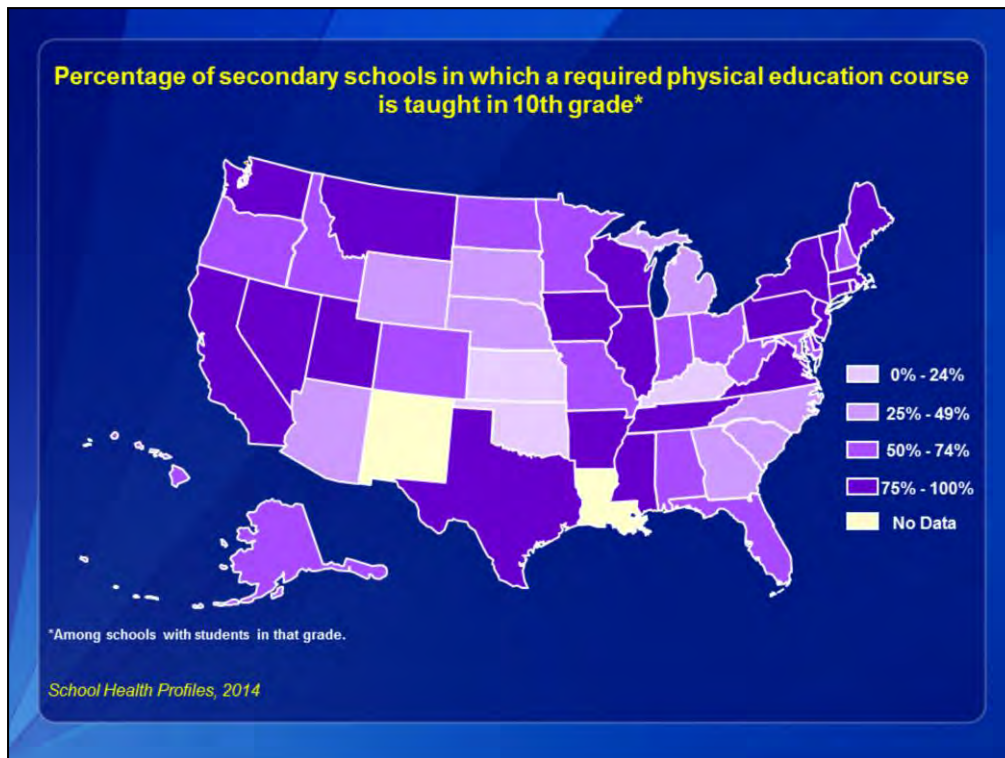 Percentage of secondary schools in which a required physical education course
is taught in 10th grade*
0% - 24%
25% - 49%
50% - 74%
75% - 100%
No Data
*Among schools with students in that grade.
School Health Profiles, 2014